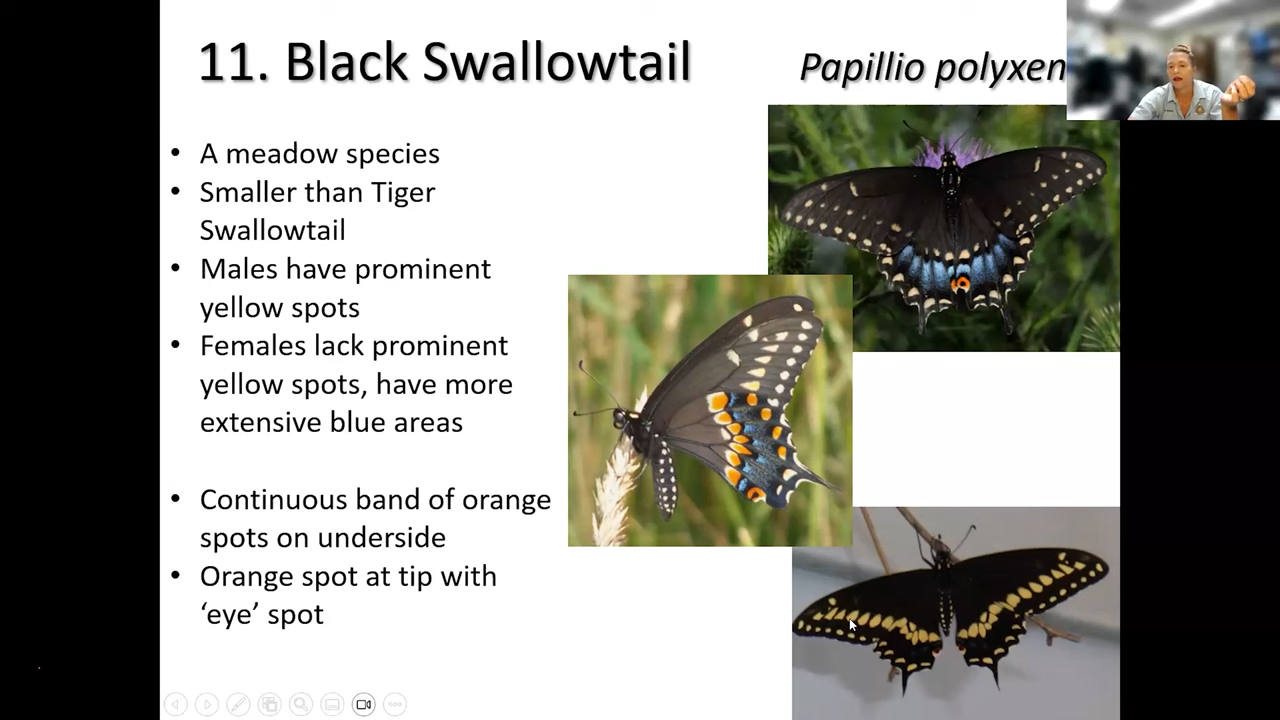 11. Black Swallowtail
Papillio polyxen
• A meadow species
• Smaller than Tiger
Swallowtail
• Males have prominent
yellow spots
• Females lack prominent
yellow spots, have more
extensive blue areas
• Continuous band of orange
spots on underside
• Orange spot at tip with
‘eye’ spot